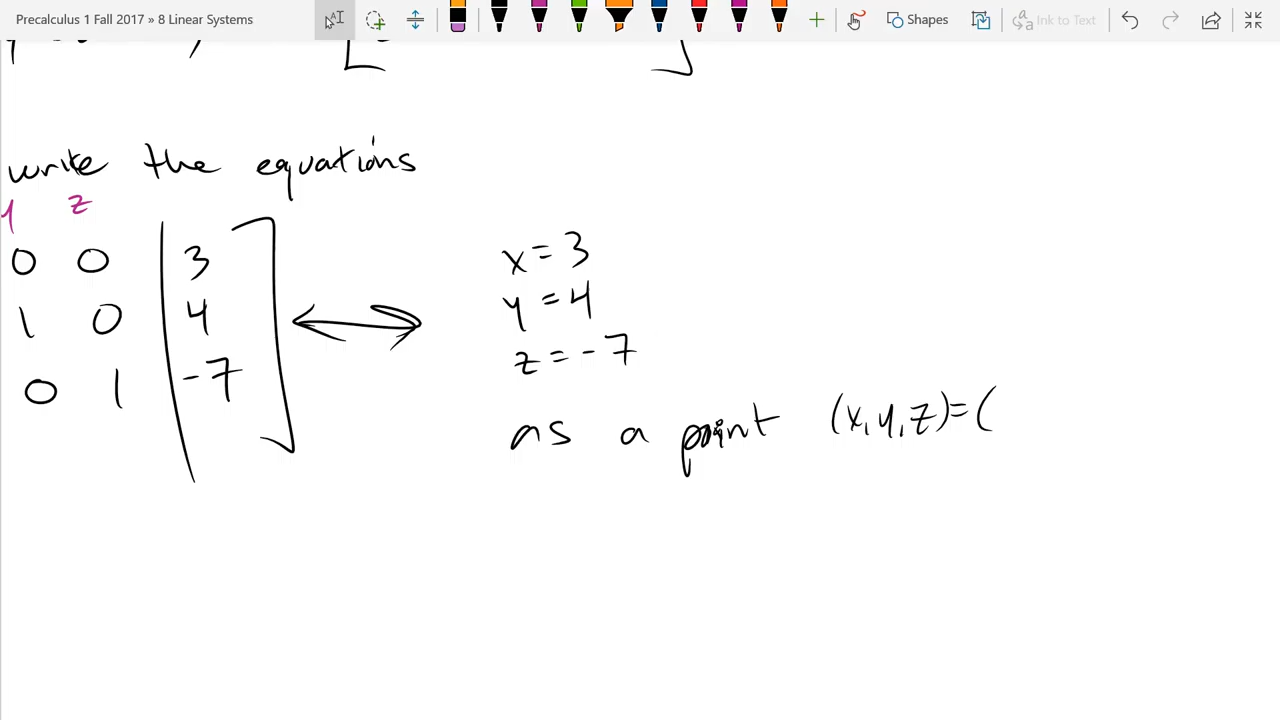 Precalculus 1 Fall 2017 » 8 Linear Systems
Shapes
Ink to Text
write the equations
y z
0 0 3
1 0 4
0 1 -7
x = 3
y = 4
z = -7
as a point (x,y,z)=(